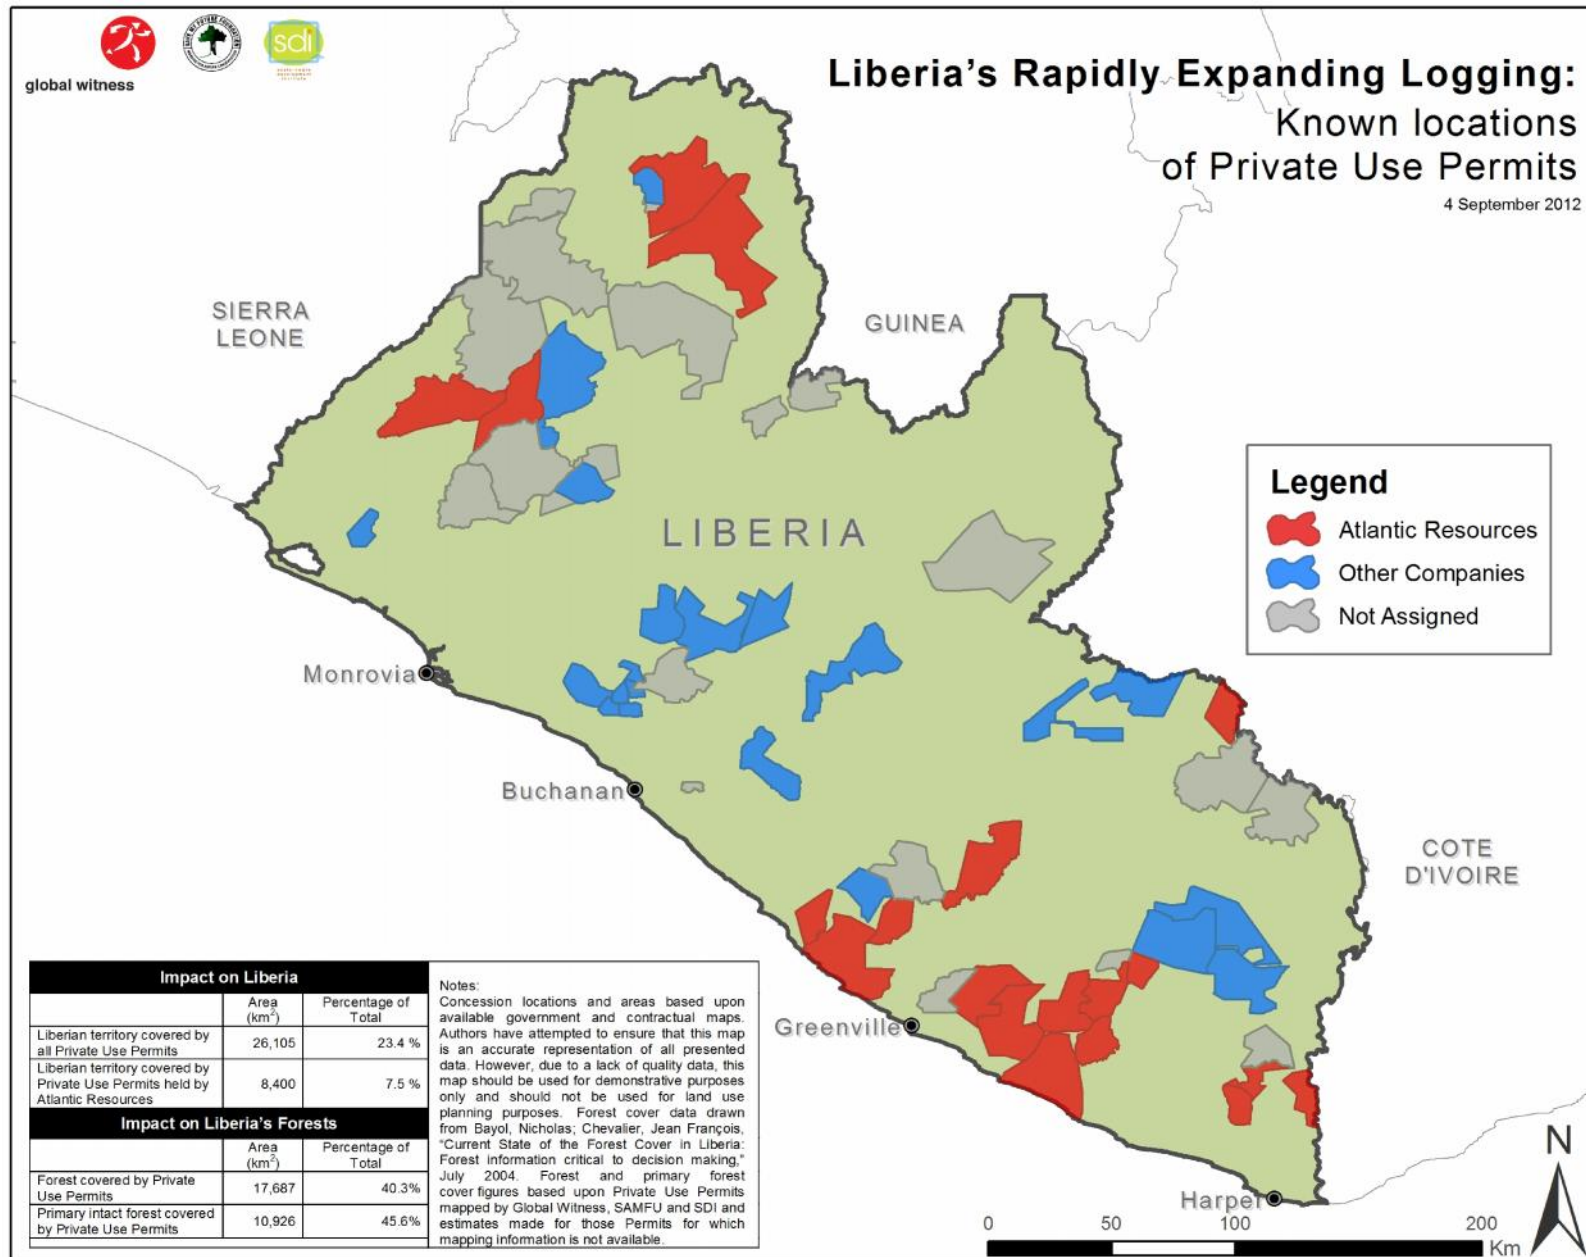 global witness
sdi
Liberia's Rapidly Expanding Logging:
Known locations
of Private Use Permits
4 September 2012
SIERRA
LEONE
GUINEA
LIBERIA
Legend
Atlantic Resources
Other Companies
Not Assigned
Monrovia
Buchanan
COTE
D'IVOIRE
Greenville
Harper
Impact on Liberia
Area
(km²)
Percentage of
Total
Liberian territory covered by
all Private Use Permits
26,105
23.4 %
Liberian territory covered by
Private Use Permits held by
Atlantic Resources
8,400
7.5 %
Impact on Liberia's Forests
Area
(km²)
Percentage of
Total
Forest covered by Private
Use Permits
17,687
40.3%
Primary intact forest covered
by Private Use Permits
10,926
45.6%
Notes:
Concession locations and areas based upon
available government and contractual maps.
Authors have attempted to ensure that this map
is an accurate representation of all presented
data. However, due to a lack of quality data, this
map should be used for demonstrative purposes
only and should not be used for land use
planning purposes. Forest cover data drawn
from Bayol, Nicholas; Chevalier, Jean François,
"Current State of the Forest Cover in Liberia:
Forest information critical to decision making,"
July 2004. Forest and primary forest
cover figures based upon Private Use Permits
mapped by Global Witness, SAMFU and SDI and
estimates made for those Permits for which
mapping information is not available.
N
0 50 100 200
Km